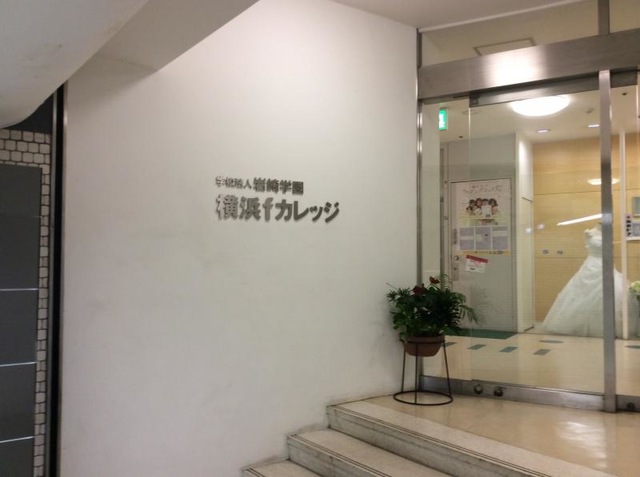 学校法人 岩崎学園
横浜fカレッジ